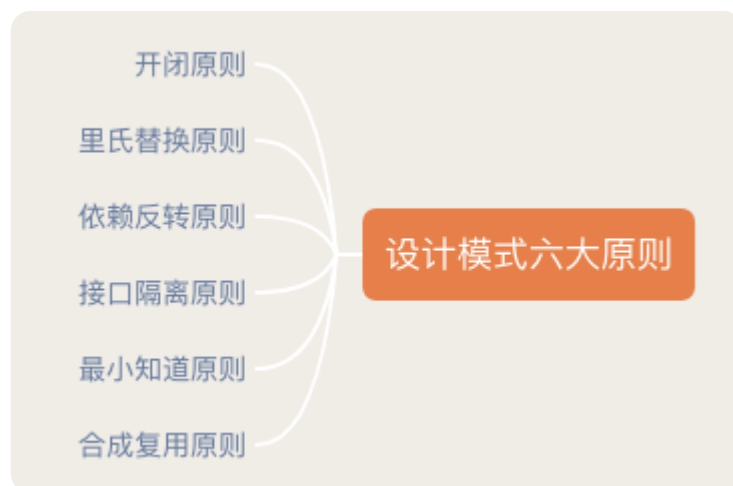 开闭原则
里氏替换原则
依赖反转原则
接口隔离原则
最小知道原则
合成复用原则
设计模式六大原则